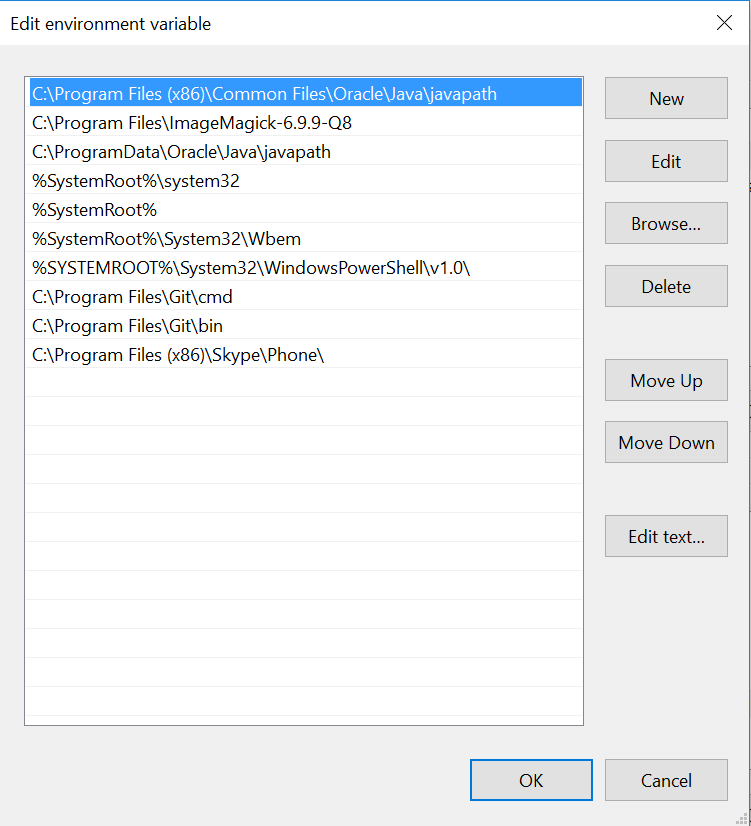 Edit environment variable
C:\Program Files (x86)\Common Files\Oracle\Java\javapath
C:\Program Files\ImageMagick-6.9.9-Q8
C:\ProgramData\Oracle\Java\javapath
%SystemRoot%\system32
%SystemRoot%
%SystemRoot%\System32\Wbem
%SYSTEMROOT%\System32\WindowsPowerShell\v1.0\
C:\Program Files\Git\cmd
C:\Program Files\Git\bin
C:\Program Files (x86)\Skype\Phone\
New
Edit
Browse...
Delete
Move Up
Move Down
Edit text...
OK
Cancel